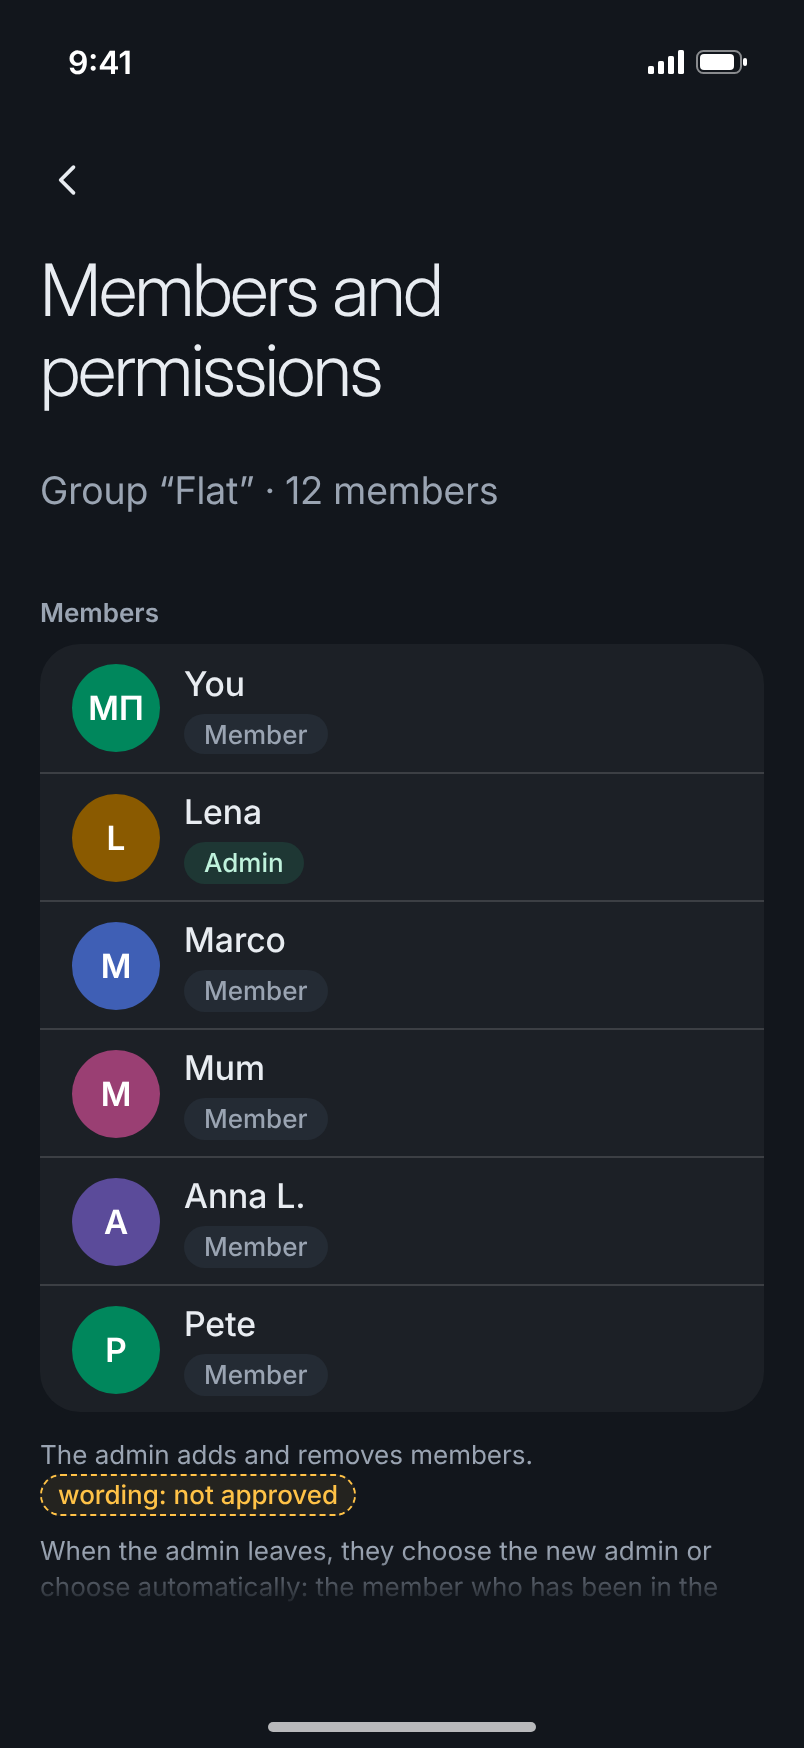 9:41
Members and
permissions
Group “Flat” · 12 members
Members
МП
You
Member
L
Lena
Admin
M
Marco
Member
M
Mum
Member
A
Anna L.
Member
P
Pete
Member
The admin adds and removes members.
wording: not approved
When the admin leaves, they choose the new admin or
choose automatically: the member who has been in the